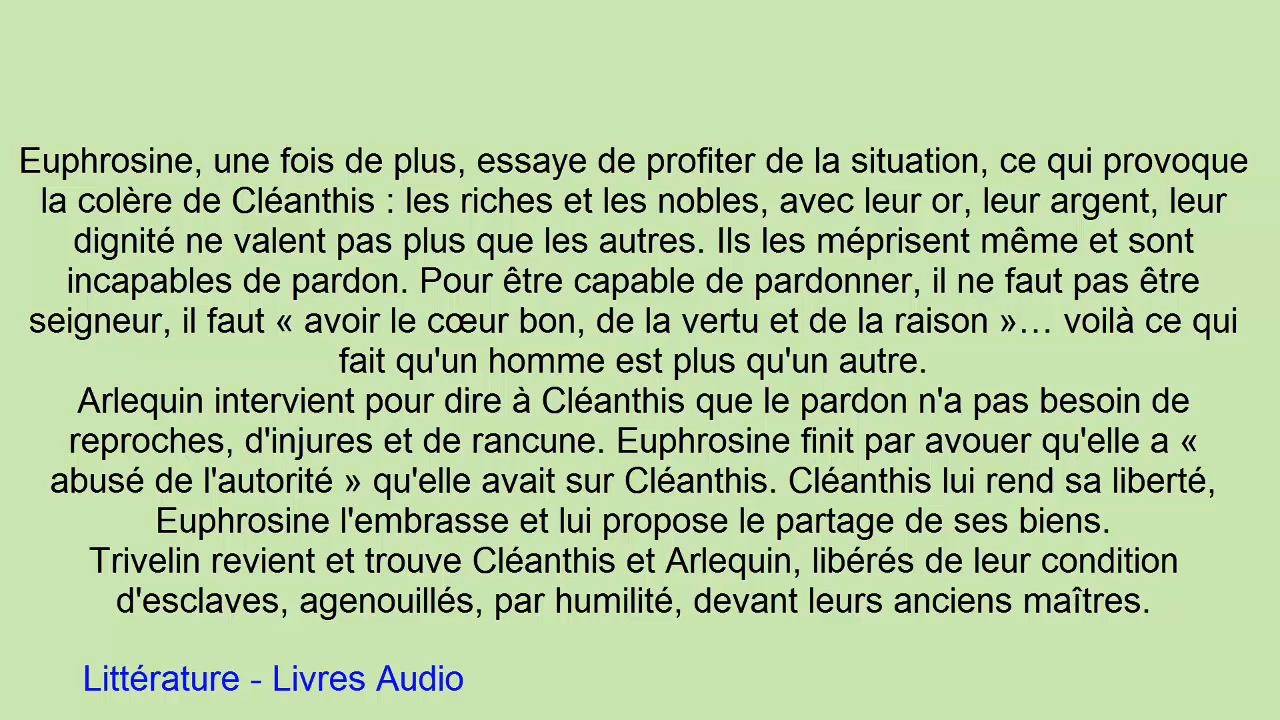 Euphrosine, une fois de plus, essaye de profiter de la situation, ce qui provoque
la colère de Cléanthis : les riches et les nobles, avec leur or, leur argent, leur
dignité ne valent pas plus que les autres. Ils les méprisent même et sont
incapables de pardon. Pour être capable de pardonner, il ne faut pas être
seigneur, il faut « avoir le cœur bon, de la vertu et de la raison »… voilà ce qui
fait qu'un homme est plus qu'un autre.
Arlequin intervient pour dire à Cléanthis que le pardon n'a pas besoin de
reproches, d'injures et de rancune. Euphrosine finit par avouer qu'elle a «
abusé de l'autorité » qu'elle avait sur Cléanthis. Cléanthis lui rend sa liberté,
Euphrosine l'embrasse et lui propose le partage de ses biens.
Trivelin revient et trouve Cléanthis et Arlequin, libérés de leur condition
d'esclaves, agenouillés, par humilité, devant leurs anciens maîtres.
Littérature - Livres Audio